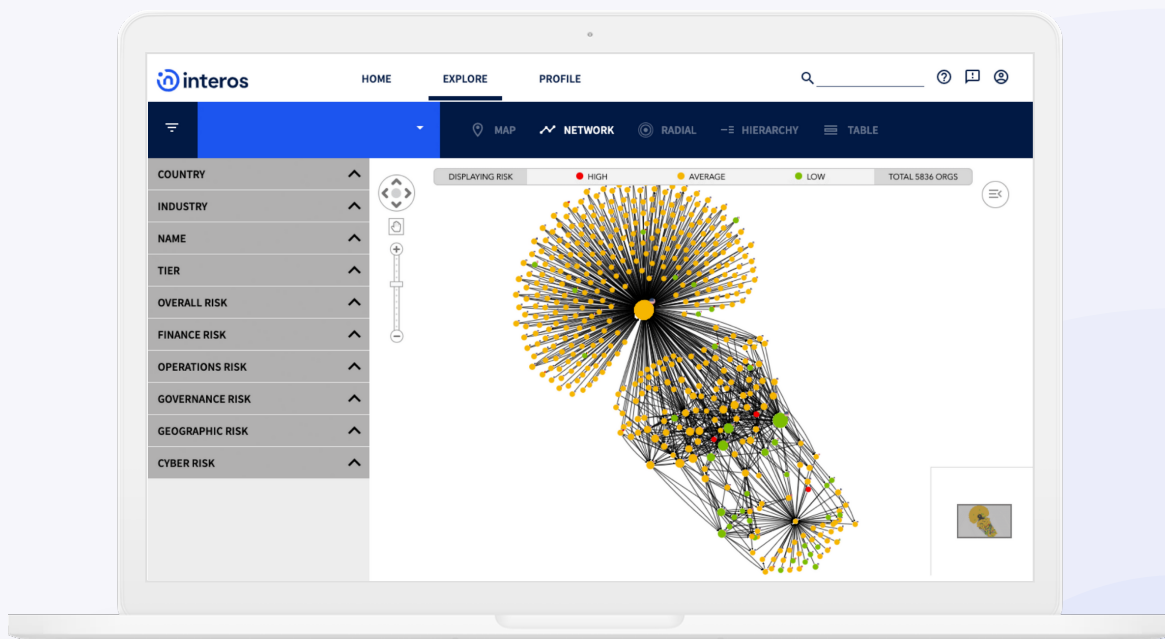 interos
HOME EXPLORE PROFILE
MAP NETWORK RADIAL HIERARCHY TABLE
COUNTRY
INDUSTRY
NAME
TIER
OVERALL RISK
FINANCE RISK
OPERATIONS RISK
GOVERNANCE RISK
GEOGRAPHIC RISK
CYBER RISK
DISPLAYING RISK HIGH AVERAGE LOW TOTAL 5836 ORGS